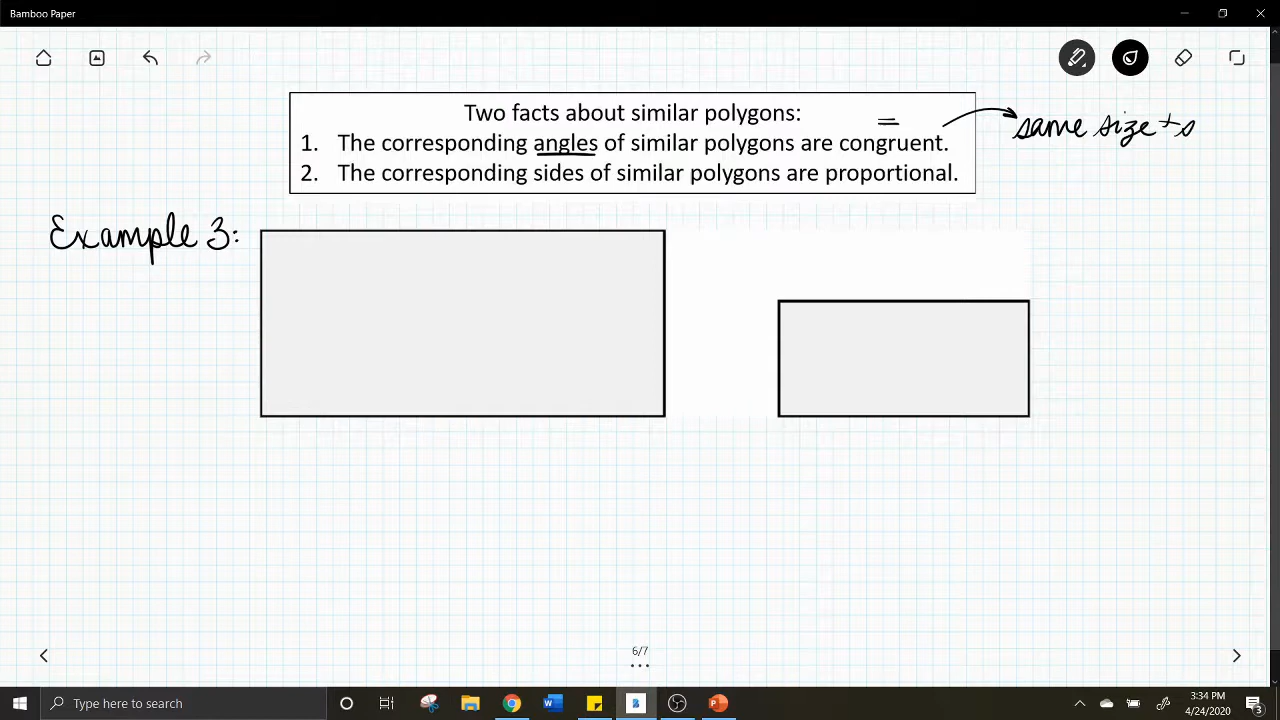 Bamboo Paper
Two facts about similar polygons:
=
1. The corresponding angles of similar polygons are congruent.
same size + s
2. The corresponding sides of similar polygons are proportional.
Example 3:
6/7
Type here to search
3:34 PM
4/24/2020
3